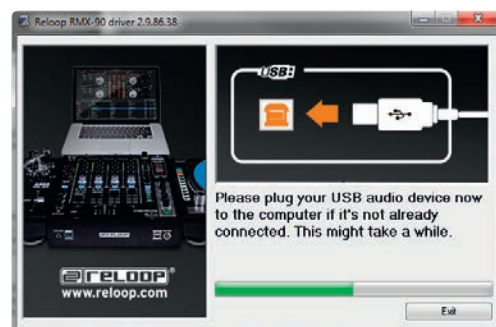 Reloop RMX-90 driver 2.9.86.38
USB:
Please plug your USB audio device now
to the computer if it's not already
connected. This might take a while.
RELOOP
www.reloop.com
Exit